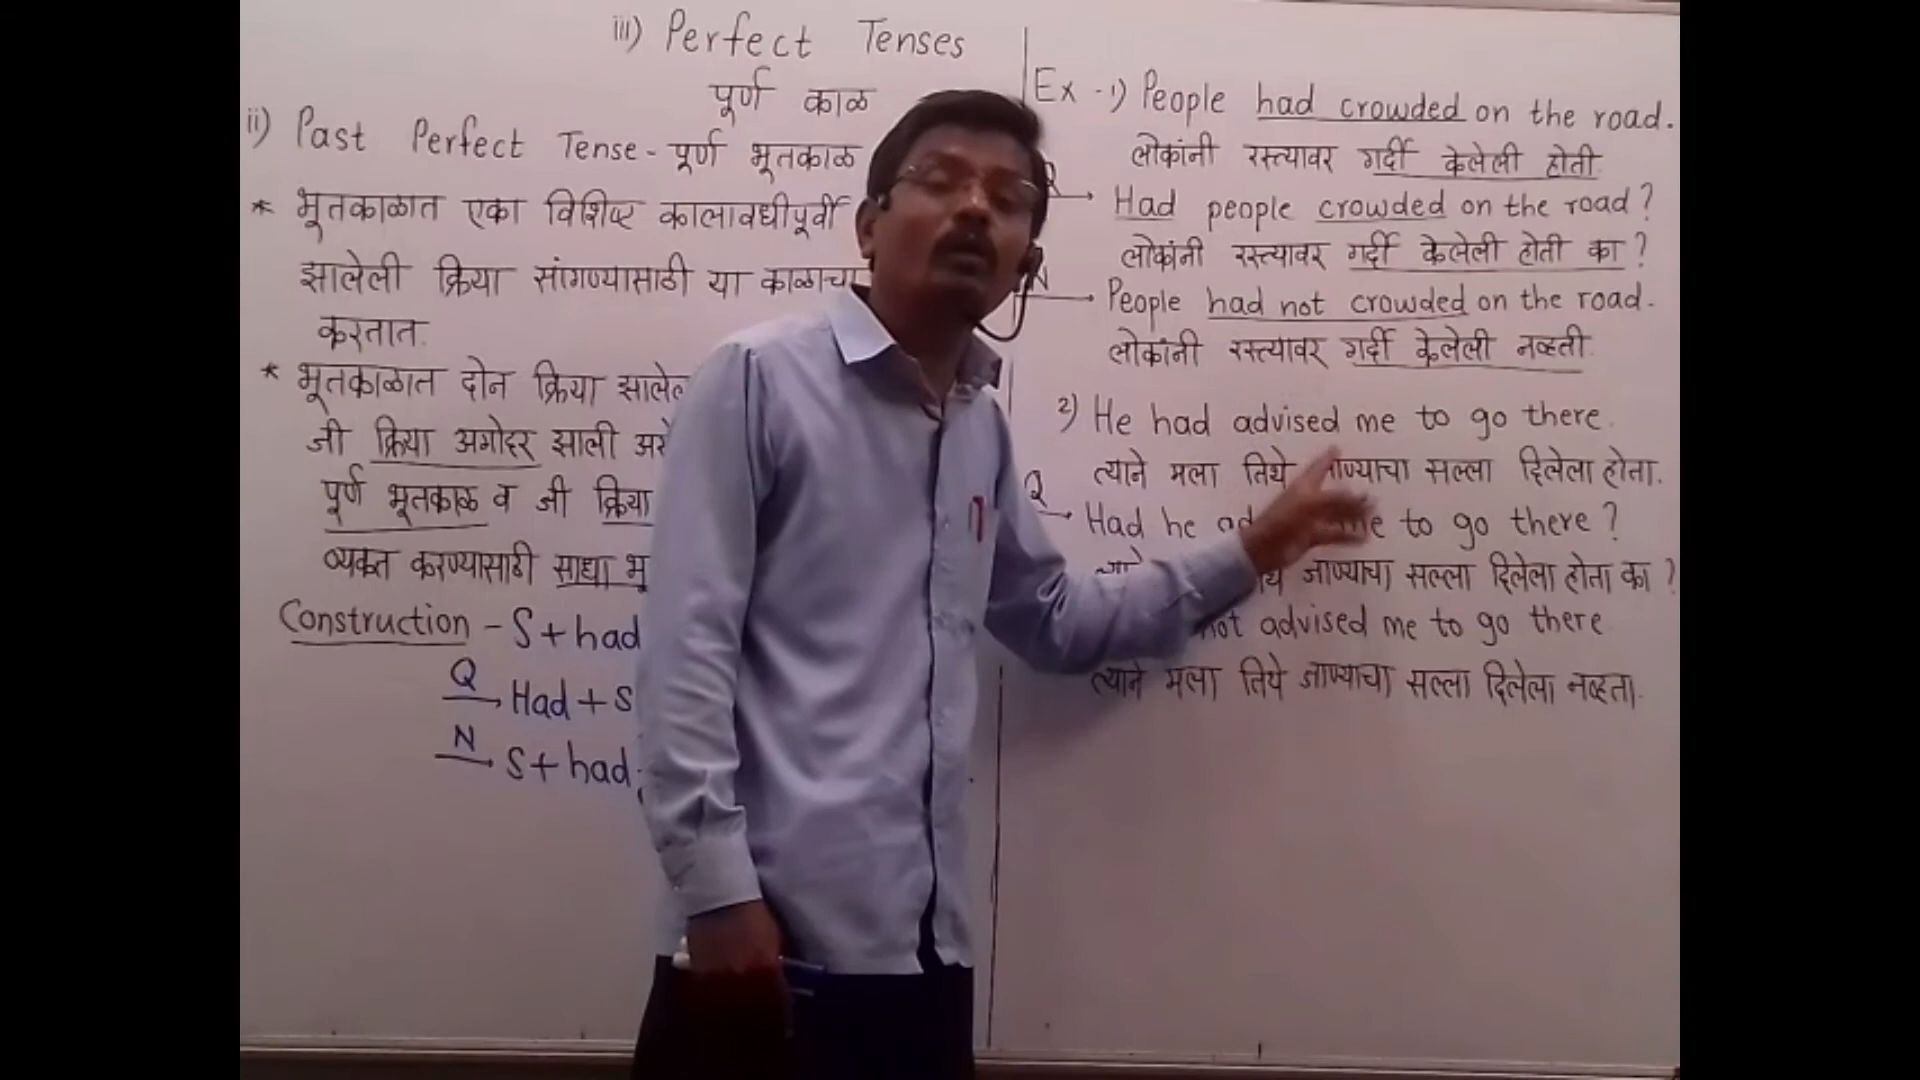 iii) Perfect Tenses
पूर्ण काळ
ii) Past Perfect Tense - पूर्ण भूतकाळ
* भूतकाळात एका विशिष्ट कालावधीपूर्वी
झालेली क्रिया सांगण्यासाठी या काळाचा
करतात.
* भूतकाळात दोन क्रिया
जी क्रिया अगोदर झाली
पूर्ण भूतकाळ व जी क्रिया
व्यक्त करण्यासाठी साधा
Construction - S + had
Q → Had + S
N → S + had
Ex - 1) People had crowded on the road.
लोकांनी रस्त्यावर गर्दी केलेली होती.
→ Had people crowded on the road?
लोकांनी रस्त्यावर गर्दी केलेली होती का?
N → People had not crowded on the road.
लोकांनी रस्त्यावर गर्दी केलेली नव्हती.
2) He had advised me to go there.
त्याने मला तिथे सल्ला दिलेला होता.
Q → Had he to go there?
जाण्याचा सल्ला दिलेला होता का?
not advised me to go there
त्याने मला तिथे जाण्याचा सल्ला दिलेला नव्हता.